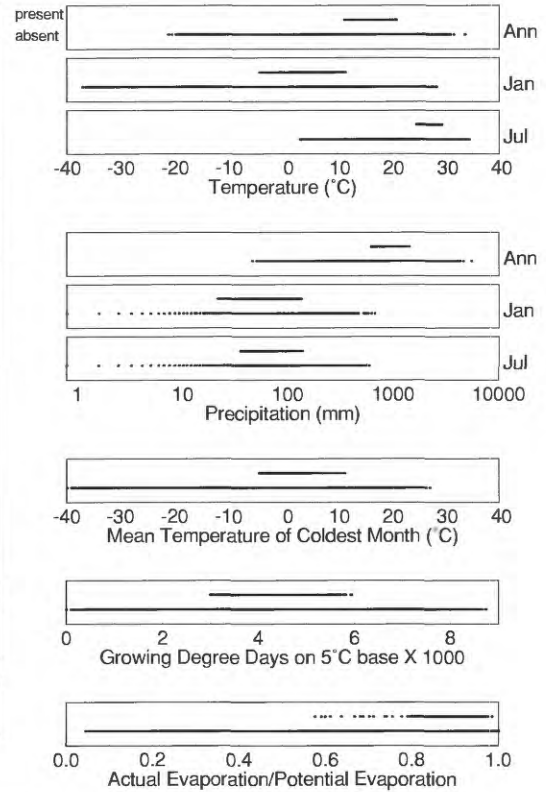 present
absent
Ann
Jan
Jul
-40 -30 -20 -10 0 10 20 30 40
Temperature (°C)
Ann
Jan
Jul
1 10 100 1000 10000
Precipitation (mm)
-40 -30 -20 -10 0 10 20 30 40
Mean Temperature of Coldest Month (°C)
0 2 4 6 8
Growing Degree Days on 5°C base X 1000
0.0 0.2 0.4 0.6 0.8 1.0
Actual Evaporation/Potential Evaporation